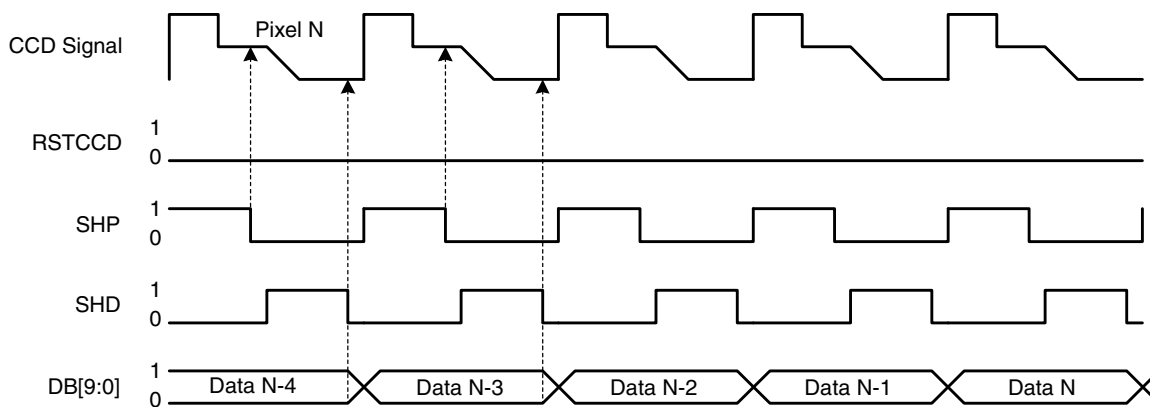 Pixel N
CCD Signal
1
RSTCCD
0
1
SHP
0
1
SHD
0
1
DB[9:0]
0
Data N-4
Data N-3
Data N-2
Data N-1
Data N